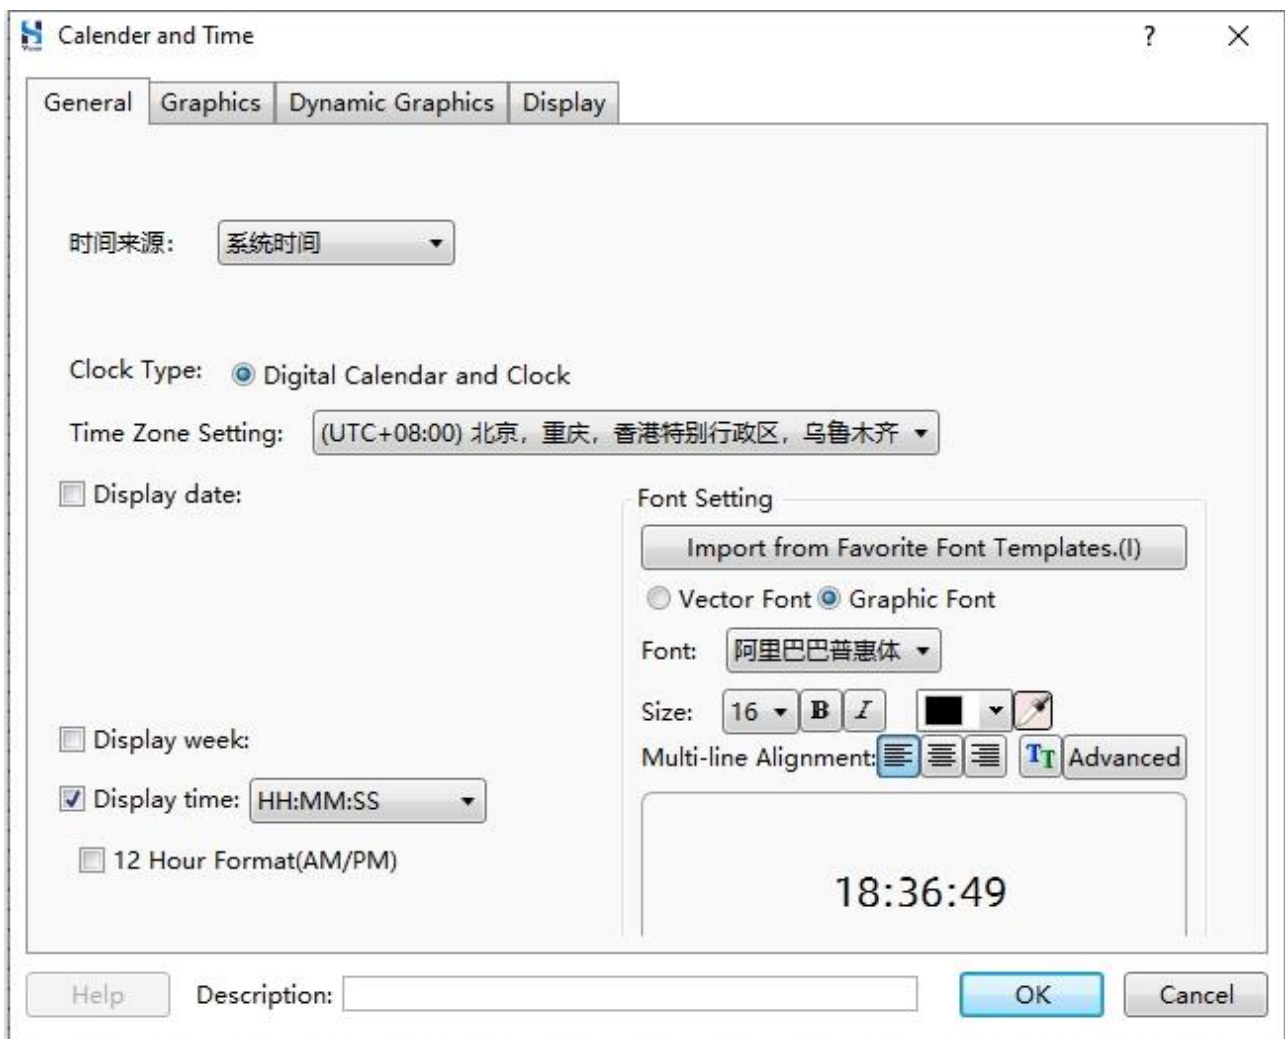 Calender and Time
General Graphics Dynamic Graphics Display
时间来源: 系统时间
Clock Type: Digital Calendar and Clock
Time Zone Setting: (UTC+08:00) 北京，重庆，香港特别行政区，乌鲁木齐
Display date:
Font Setting
Import from Favorite Font Templates.(I)
Vector Font Graphic Font
Font: 阿里巴巴普惠体
Size: 16 B I
Multi-line Alignment: TT Advanced
Display week:
Display time: HH:MM:SS
12 Hour Format(AM/PM)
18:36:49
Help Description: OK Cancel